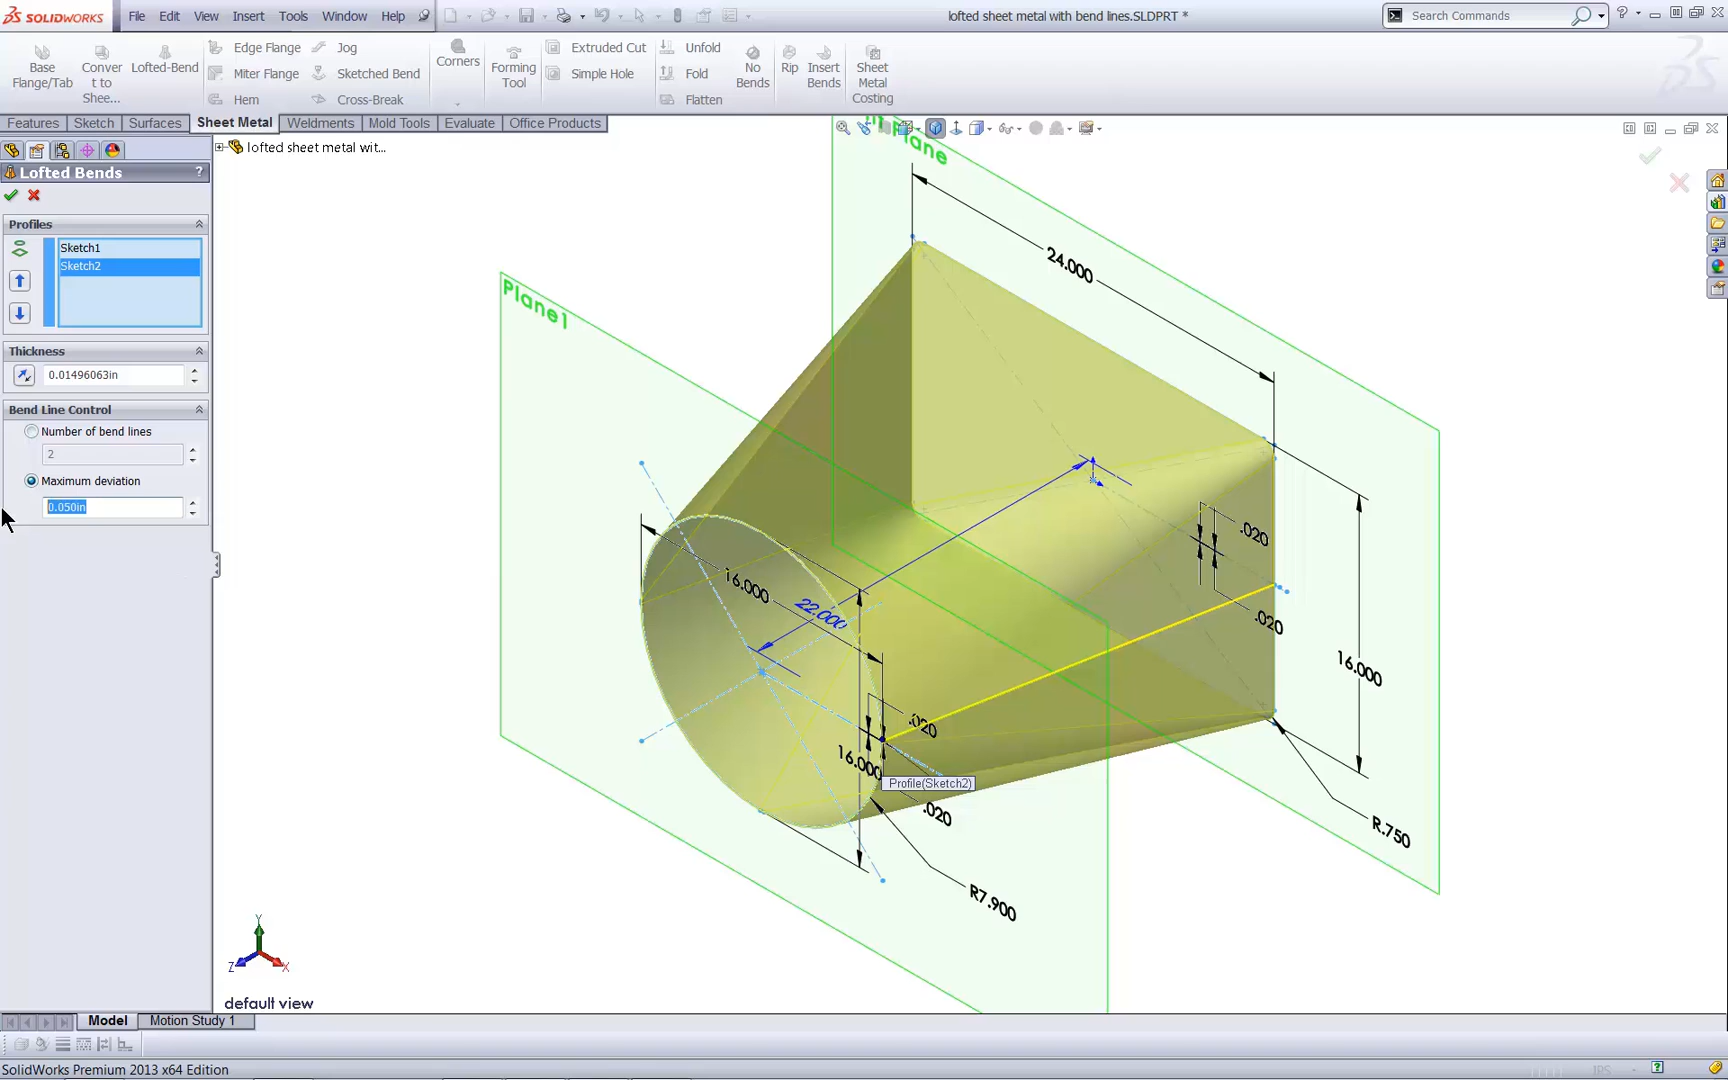 SOLIDWORKS
File Edit View Insert Tools Window Help
lofted sheet metal with bend lines.SLDPRT *
Search Commands
Base Flange/Tab
Conver t to Shee...
Lofted-Bend
Edge Flange
Miter Flange
Hem
Jog
Sketched Bend
Cross-Break
Corners
Forming Tool
Extruded Cut
Simple Hole
Unfold
Fold
Flatten
No Bends
Rip
Insert Bends
Sheet Metal Costing
Features Sketch Surfaces Sheet Metal Weldments Mold Tools Evaluate Office Products
lofted sheet metal wit...
Lofted Bends
?
Profiles
Sketch1
Sketch2
Thickness
0.01496063in
Bend Line Control
Number of bend lines
2
Maximum deviation
0.050in
Plane
Plane1
24.000
16.000
22.000
.020
.020
16.000
.020
16.000
.020
Profile(Sketch2)
R.750
R7.900
Y
Z
X
default view
Model Motion Study 1
SolidWorks Premium 2013 x64 Edition
IPS